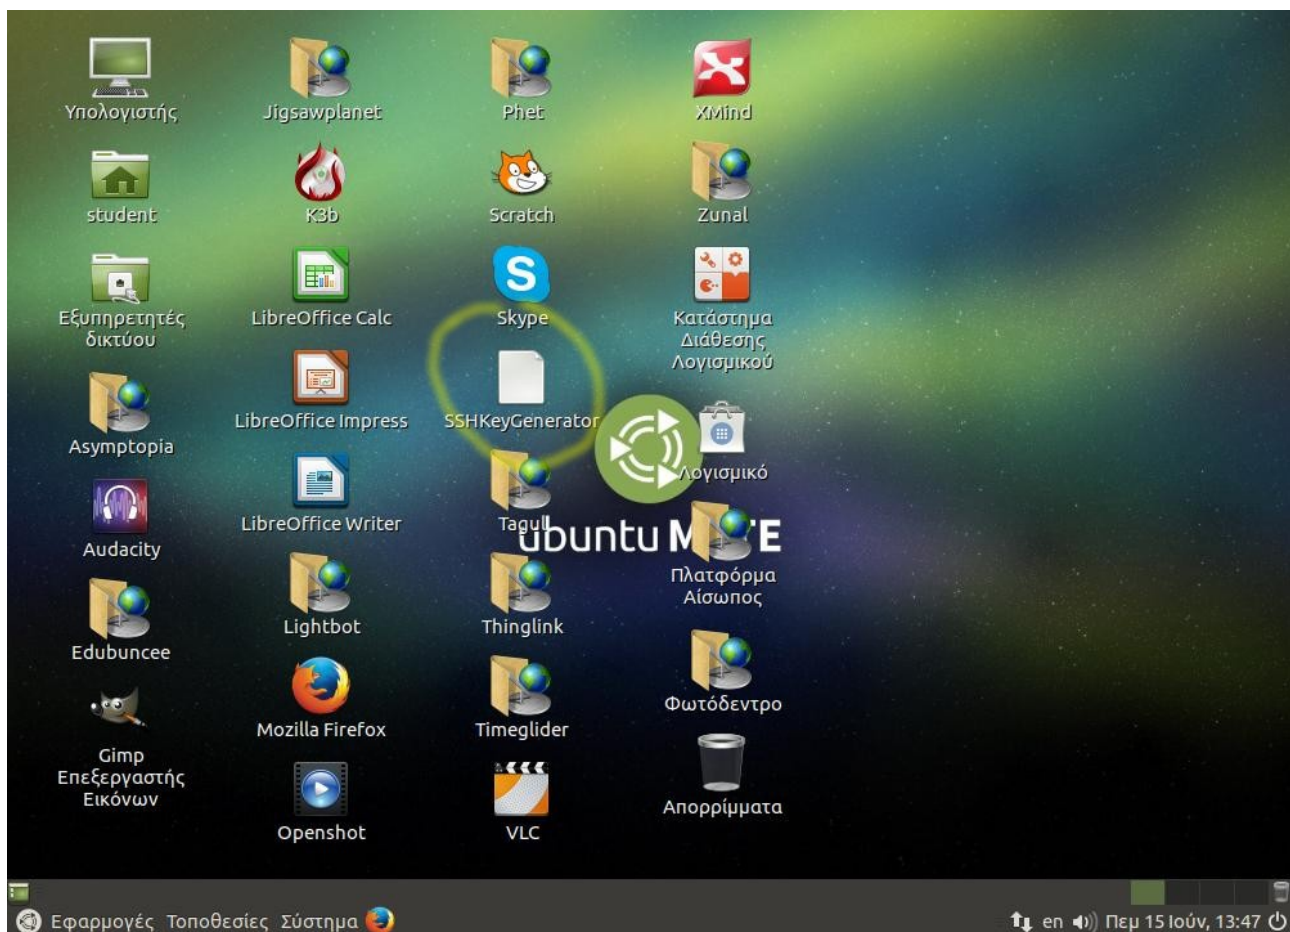 Υπολογιστής
student
Εξυπηρετητές
δικτύου
Asymptopia
Audacity
Edubuncee
Gimp
Επεξεργαστής
Εικόνων
Jigsawplanet
K3b
LibreOffice Calc
LibreOffice Impress
LibreOffice Writer
Lightbot
Mozilla Firefox
Openshot
Phet
Scratch
Skype
SSHKeyGenerator
Tagull
Thinglink
Timeglider
VLC
XMind
Zunal
Κατάστημα
Διάθεσης
Λογισμικού
Λογισμικό
Πλατφόρμα
Αίσωπος
Φωτόδεντρο
Απορρίμματα
ubuntu MATE
Εφαρμογές Τοποθεσίες Σύστημα
en Πεμ 15 Ιούν, 13:47